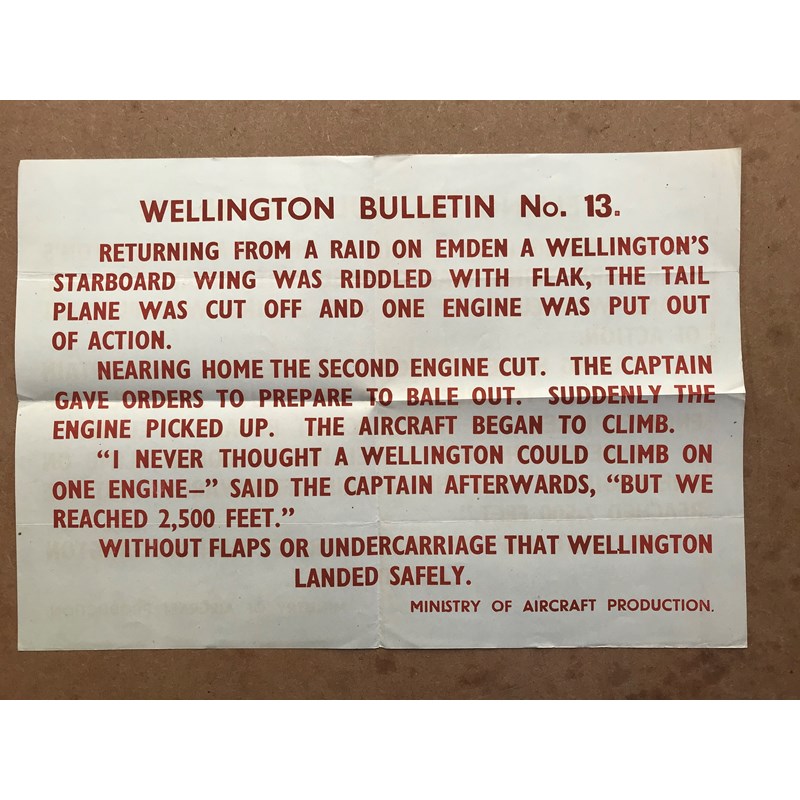 WELLINGTON BULLETIN No. 13.
RETURNING FROM A RAID ON EMDEN A WELLINGTON'S
STARBOARD WING WAS RIDDLED WITH FLAK, THE TAIL
PLANE WAS CUT OFF AND ONE ENGINE WAS PUT OUT
OF ACTION.
NEARING HOME THE SECOND ENGINE CUT. THE CAPTAIN
GAVE ORDERS TO PREPARE TO BALE OUT. SUDDENLY THE
ENGINE PICKED UP. THE AIRCRAFT BEGAN TO CLIMB.
"I NEVER THOUGHT A WELLINGTON COULD CLIMB ON
ONE ENGINE—" SAID THE CAPTAIN AFTERWARDS, "BUT WE
REACHED 2,500 FEET."
WITHOUT FLAPS OR UNDERCARRIAGE THAT WELLINGTON
LANDED SAFELY.
MINISTRY OF AIRCRAFT PRODUCTION.